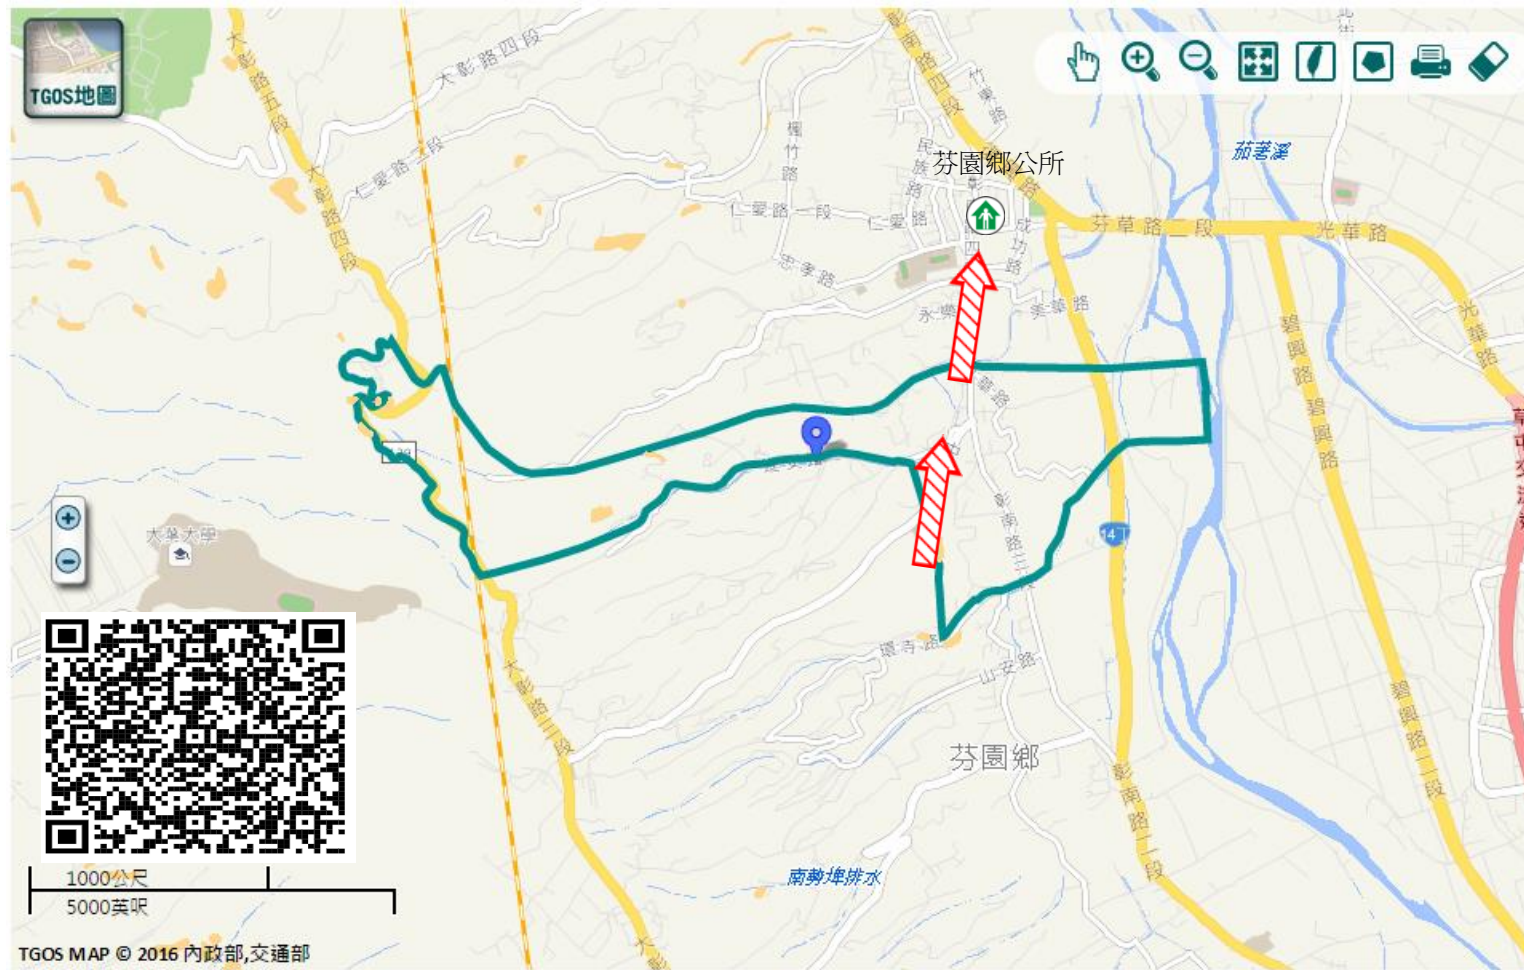 TGOS地圖
大彰路五段
大彰路四段
大彰路四段
仁愛路二段
楓竹路
竹東路
彰南路四段
茄荖溪
芬園鄉公所
民族路
仁愛路一段
仁愛路
成功路
芬草路二段
光華路
光華路
忠孝路
永樂
美華路
碧興路
碧興路
大葉大學
彰南路三段
14丁
環寺路
山安路
大彰路三段
芬園鄉
彰南路二段
碧興路二段
南勢埤排水
1000公尺
5000英呎
TGOS MAP © 2016 內政部,交通部